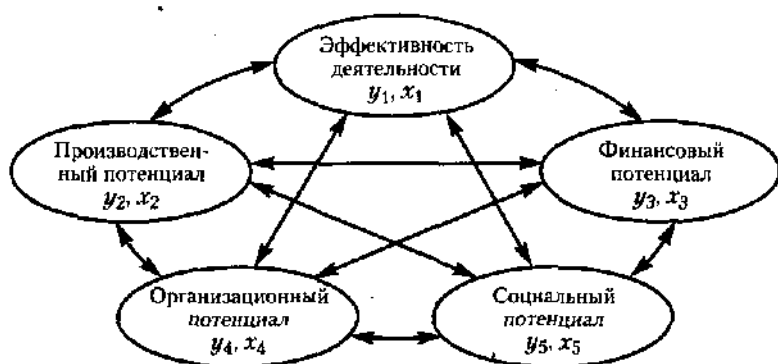 Эффективность
деятельности
y₁, x₁
Производствен-
ный потенциал
y₂, x₂
Финансовый
потенциал
y₃, x₃
Организационный
потенциал
y₄, x₄
Социальный
потенциал
y₅, x₅